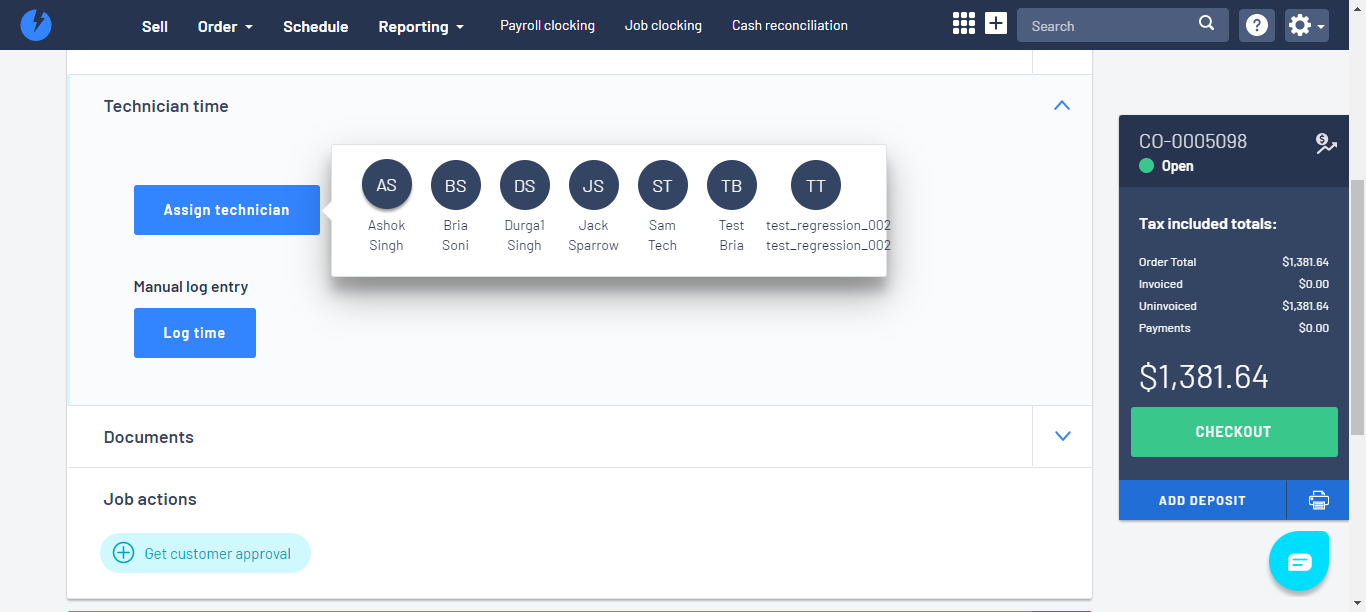 Sell Order Schedule Reporting Payroll clocking Job clocking Cash reconciliation Search
Technician time
Assign technician
AS BS DS JS ST TB TT
Ashok Bria Durga1 Jack Sam Test test_regression_002
Singh Soni Singh Sparrow Tech Bria test_regression_002
Manual log entry
Log time
Documents
Job actions
Get customer approval
CO-0005098
Open
Tax included totals:
Order Total $1,381.64
Invoiced $0.00
Uninvoiced $1,381.64
Payments $0.00
$1,381.64
CHECKOUT
ADD DEPOSIT